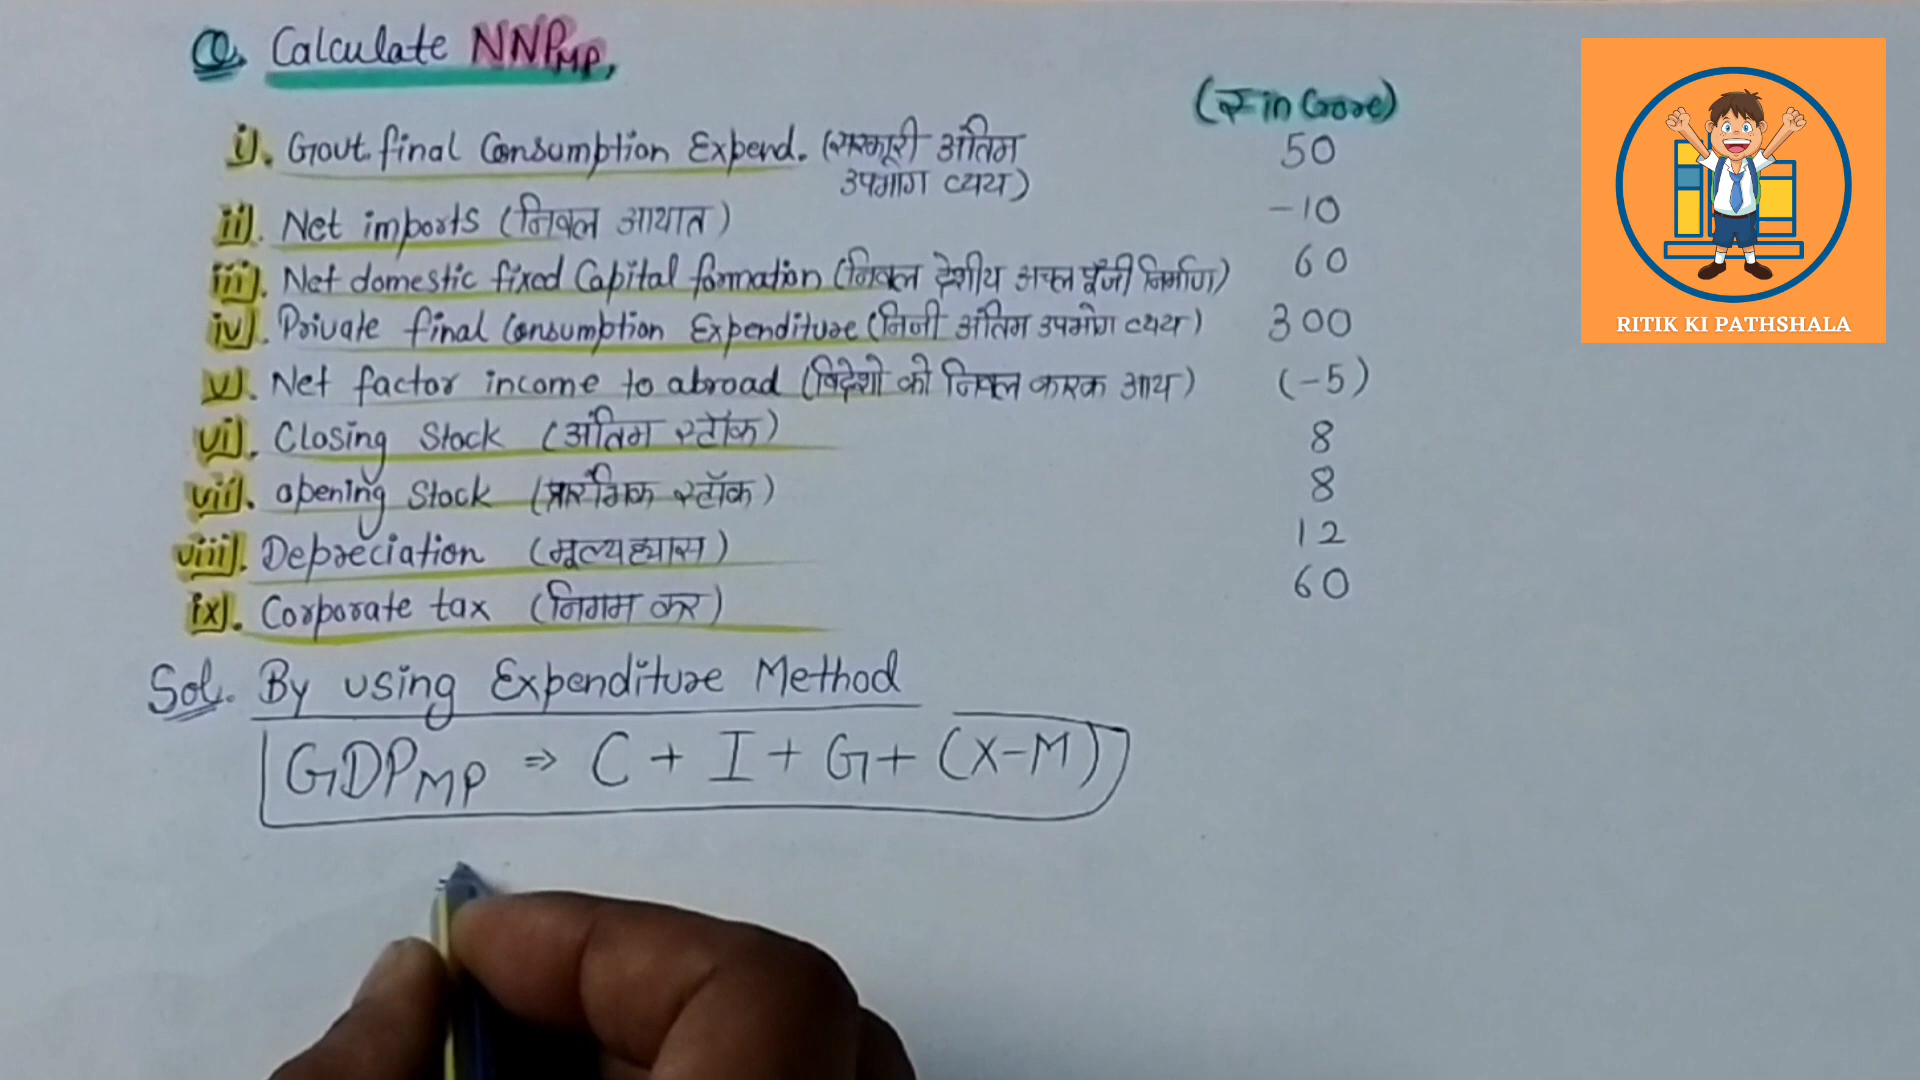 Q. Calculate NNPMP,
(₹ in Crore)
i). Govt. final Consumption Expend. (सरकारी अंतिम उपभोग व्यय) 50
ii). Net imports (निवल आयात) -10
iii). Net domestic fixed Capital formation (निवल देशीय अचल पूँजी निर्माण) 60
iv). Private final Consumption Expenditure (निजी अंतिम उपभोग व्यय) 300
v). Net factor income to abroad (विदेशो को निवल कारक आय) (-5)
vi). Closing Stock (अंतिम स्टॉक) 8
vii). opening Stock (प्रारंभिक स्टॉक) 8
viii). Depreciation (मूल्यह्यास) 12
ix). Corporate tax (निगम कर) 60
Sol. By using Expenditure Method
GDPMP ⇒ C + I + G + (X-M)
RITIK KI PATHSHALA